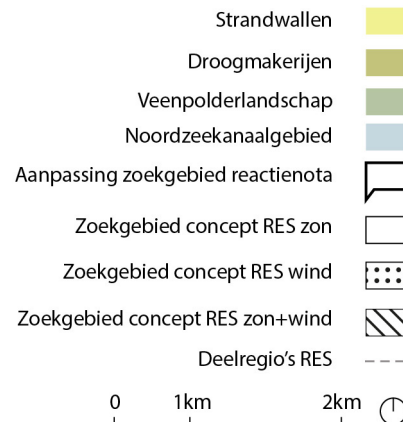 Strandwallen
Droogmakerijen
Veenpolderlandschap
Noordzeekanaalgebied
Aanpassing zoekgebied reactienota
Zoekgebied concept RES zon
Zoekgebied concept RES wind
Zoekgebied concept RES zon+wind
Deelregio's RES
0 1km 2km